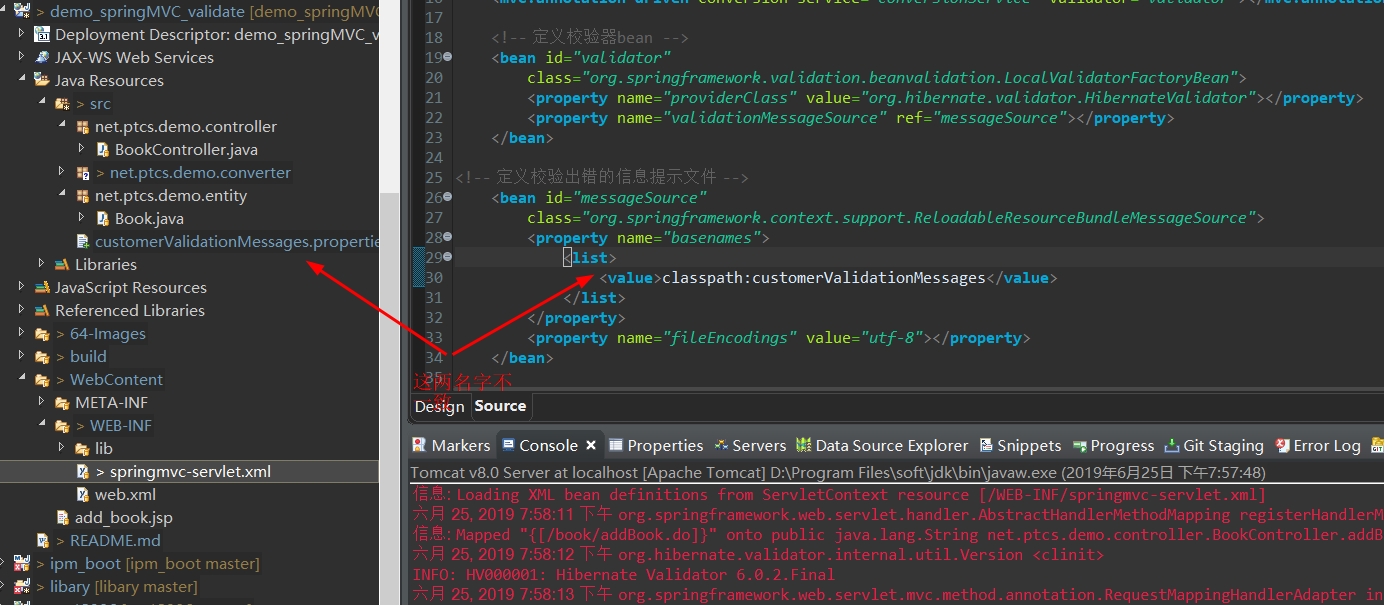 demo_springMVC_validate [demo_springMVC
Deployment Descriptor: demo_springMVC_v
JAX-WS Web Services
Java Resources
> src
net.ptcs.demo.controller
BookController.java
> net.ptcs.demo.converter
net.ptcs.demo.entity
Book.java
customerValidationMessages.propertie
Libraries
JavaScript Resources
Referenced Libraries
> 64-Images
> build
> WebContent
META-INF
> WEB-INF
lib
> springmvc-servlet.xml
web.xml
add_book.jsp
> README.md
> ipm_boot [ipm_boot master]
> libary [libary master]
17
18 <!-- 定义校验器bean -->
19 <bean id="validator"
20 class="org.springframework.validation.beanvalidation.LocalValidatorFactoryBean">
21 <property name="providerClass" value="org.hibernate.validator.HibernateValidator"></property>
22 <property name="validationMessageSource" ref="messageSource"></property>
23 </bean>
24
25 <!-- 定义校验出错的信息提示文件 -->
26 <bean id="messageSource"
27 class="org.springframework.context.support.ReloadableResourceBundleMessageSource">
28 <property name="basenames">
29 <list>
30 <value>classpath:customerValidationMessages</value>
31 </list>
32 </property>
33 <property name="fileEncodings" value="utf-8"></property>
34 </bean>
35
这两名字不
Design Source
Markers Console Properties Servers Data Source Explorer Snippets Progress Git Staging Error Log
Tomcat v8.0 Server at localhost [Apache Tomcat] D:\Program Files\soft\jdk\bin\javaw.exe (2019年6月25日 下午7:57:48)
信息: Loading XML bean definitions from ServletContext resource [/WEB-INF/springmvc-servlet.xml]
六月 25, 2019 7:58:11 下午 org.springframework.web.servlet.handler.AbstractHandlerMethodMapping registerHandlerM
信息: Mapped "{[/book/addBook.do]}" onto public java.lang.String net.ptcs.demo.controller.BookController.addB
六月 25, 2019 7:58:12 下午 org.hibernate.validator.internal.util.Version <clinit>
INFO: HV000001: Hibernate Validator 6.0.2.Final
六月 25, 2019 7:58:13 下午 org.springframework.web.servlet.mvc.method.annotation.RequestMappingHandlerAdapter in